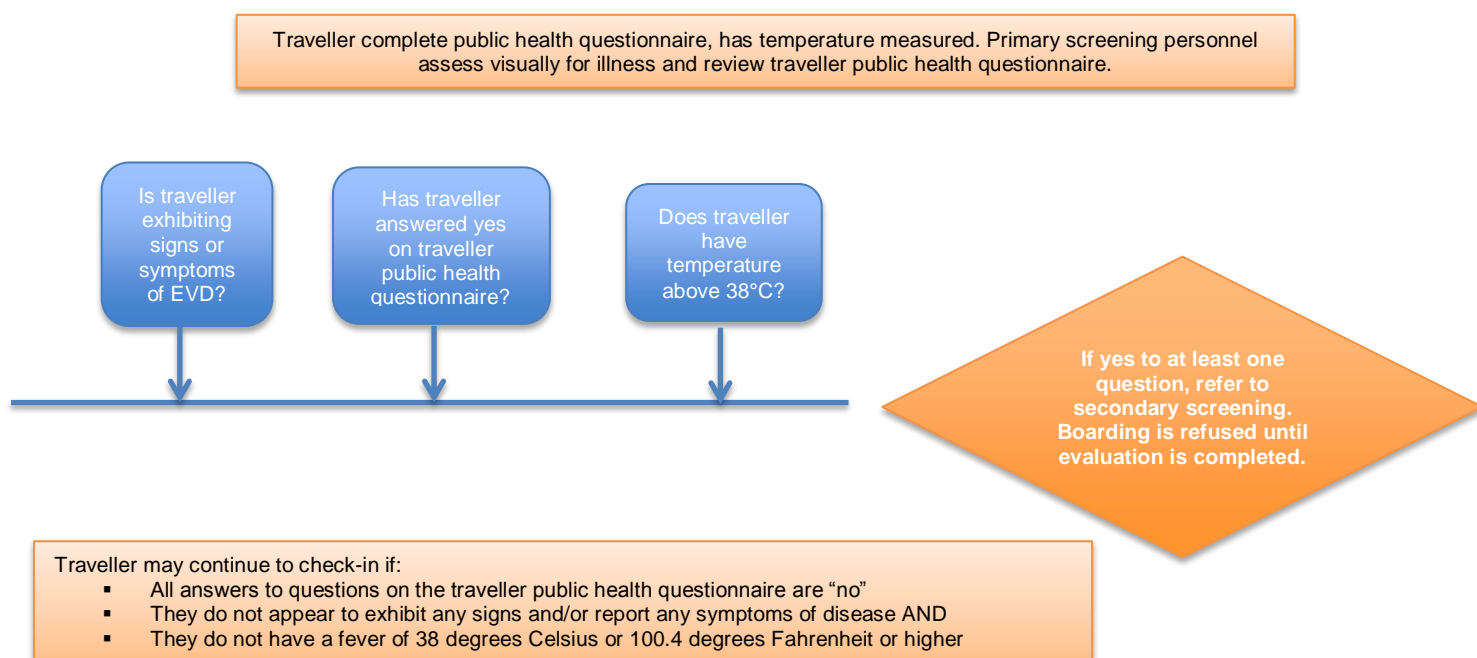 Traveller complete public health questionnaire, has temperature measured. Primary screening personnel
assess visually for illness and review traveller public health questionnaire.
Is traveller
exhibiting
signs or
symptoms
of EVD?
Has traveller
answered yes
on traveller
public health
questionnaire?
Does traveller
have
temperature
above 38°C?
If yes to at least one
question, refer to
secondary screening.
Boarding is refused until
evaluation is completed.
Traveller may continue to check-in if:
▪ All answers to questions on the traveller public health questionnaire are “no”
▪ They do not appear to exhibit any signs and/or report any symptoms of disease AND
▪ They do not have a fever of 38 degrees Celsius or 100.4 degrees Fahrenheit or higher